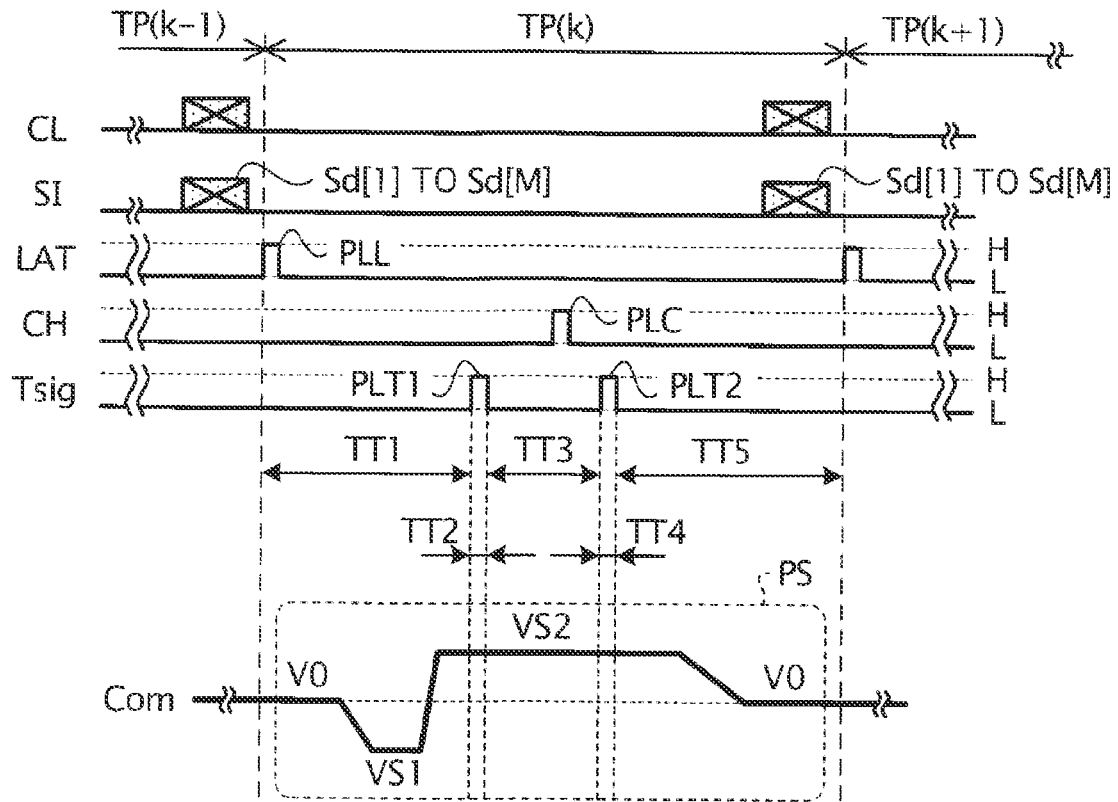 TP(k-1) TP(k) TP(k+1)
CL
SI Sd[1] TO Sd[M] Sd[1] TO Sd[M]
LAT PLL H
L
CH PLC H
L
Tsig PLT1 PLT2 H
L
TT1 TT3 TT5
TT2 TT4
PS
VS2
V0 V0
Com
VS1